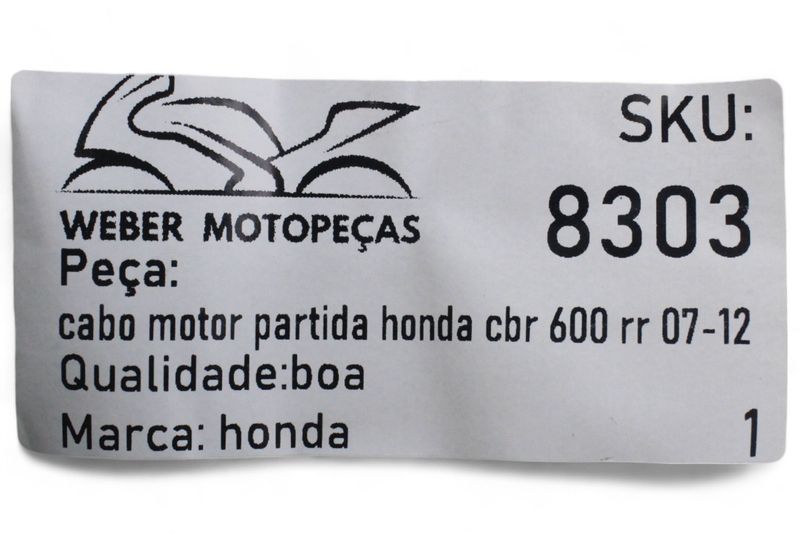 WEBER MOTOPEÇAS
SKU:
8303
Peça:
cabo motor partida honda cbr 600 rr 07-12
Qualidade:boa
Marca: honda
1